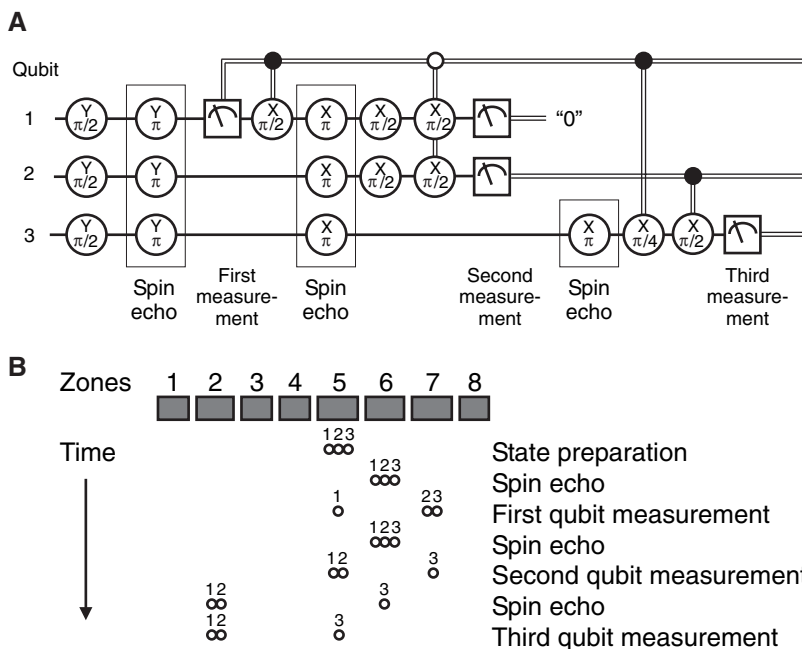 A
Qubit
1 Y π/2 Y π X π/2 X π X π/2 X π/2 “0”
2 Y π/2 Y π X π X π/2 X π/2
3 Y π/2 Y π X π X π X π/4 X π/2
Spin echo
First measure-ment
Spin echo
Second measure-ment
Spin echo
Third measure-ment
B
Zones 1 2 3 4 5 6 7 8
Time
123 State preparation
123 Spin echo
1 23 First qubit measurement
123 Spin echo
12 3 Second qubit measurement
12 3 Spin echo
12 3 Third qubit measurement